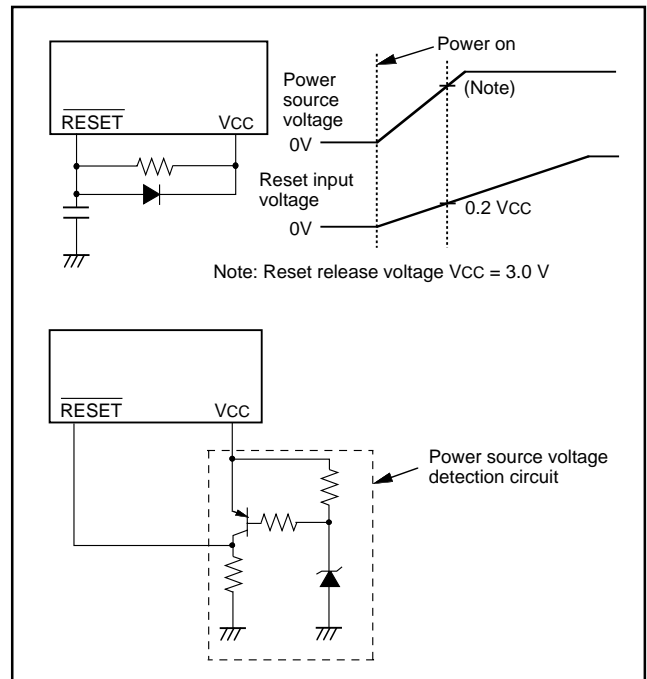 RESET VCC
Power on
Power
source
voltage
(Note)
0V
Reset input
voltage
0.2 VCC
0V
Note: Reset release voltage VCC = 3.0 V
RESET VCC
Power source voltage
detection circuit